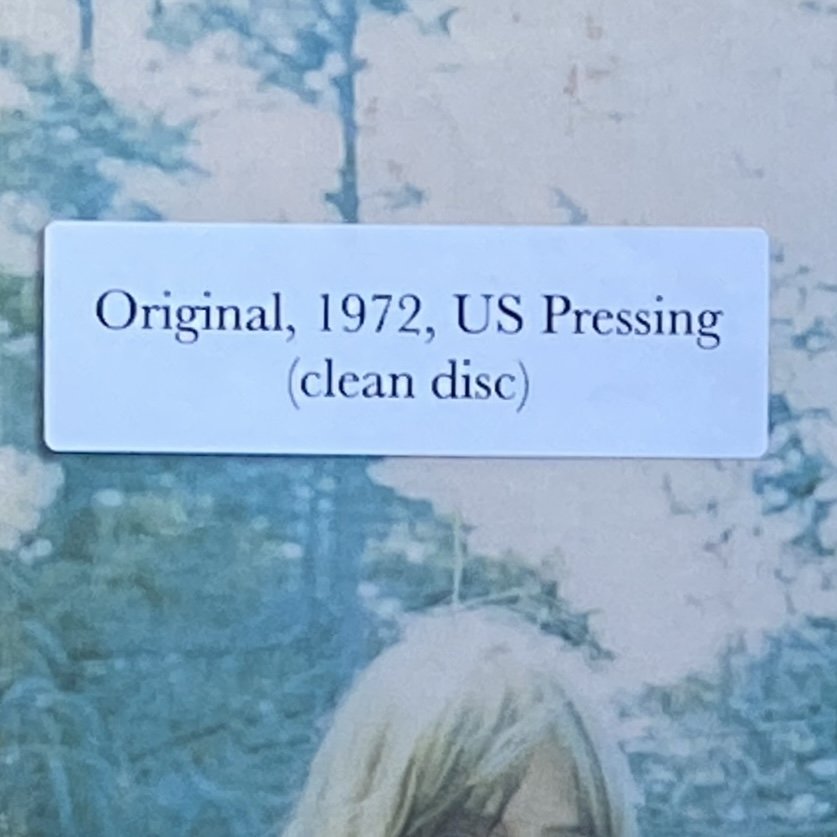 Original, 1972, US Pressing
(clean disc)